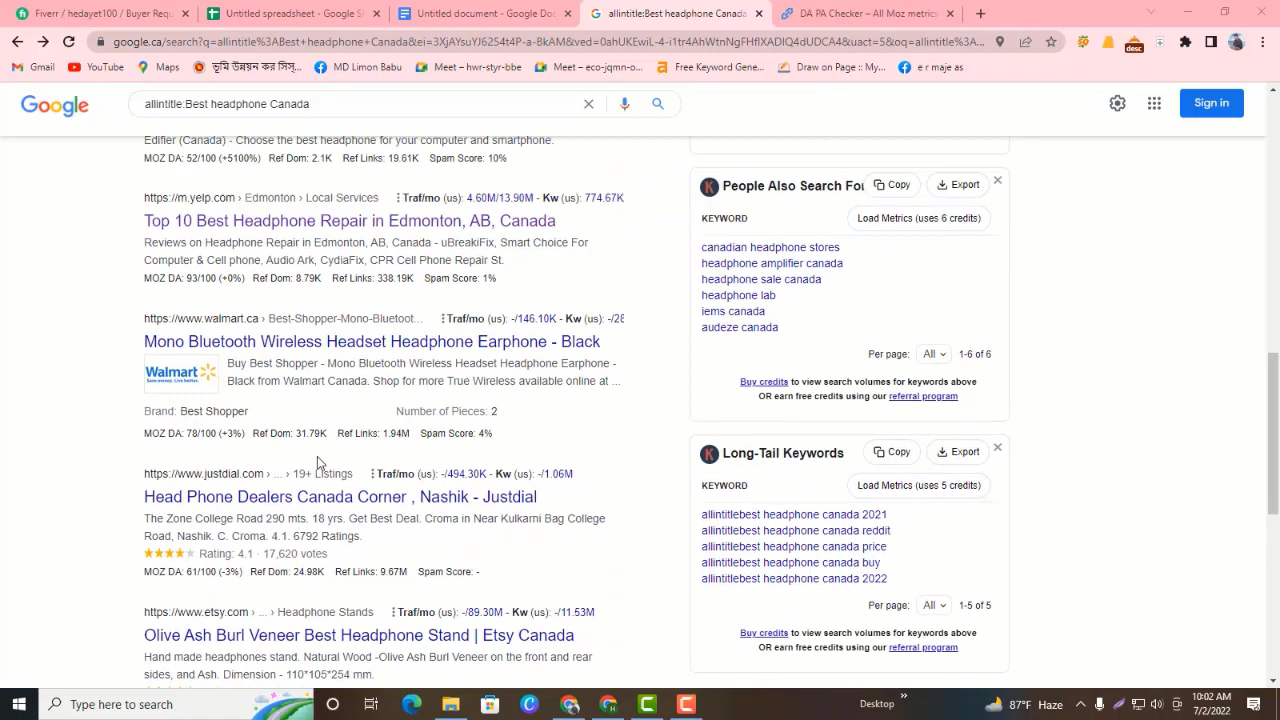 Fiverr / hedayet100 / Buyer Requ
Untitled spreadsheet - Google S
Untitled document - Google Doc
allintitle:Best headphone Canada
DA PA Checker – All Moz metrics
google.ca/search?q=allintitle%3ABest+headphone+Canada&ei=3XjAYsuYJ6254t4P-a-BkAM&ved=0ahUKEwiL-4-i1tr4AhWtnNgFHflXADIQ4dUDCA4&uact=5&oq=allintitle%3A...
Gmail
YouTube
Maps
ভূমি উন্নয়ন কর সিস্...
MD Limon Babu
Meet – hwr-styr-bbe
Meet – eco-jqmn-o...
Free Keyword Gene...
Draw on Page :: My...
e r maje as
desc
Google
allintitle:Best headphone Canada
Sign in
Edifier (Canada) - Choose the best headphone for your computer and smartphone.
MOZ DA: 52/100 (+5100%) Ref Dom: 2.1K Ref Links: 19.61K Spam Score: 10%
https://m.yelp.com › Edmonton › Local Services Traf/mo (us): 4.60M/13.90M - Kw (us): 774.67K
Top 10 Best Headphone Repair in Edmonton, AB, Canada
Reviews on Headphone Repair in Edmonton, AB, Canada - uBreakiFix, Smart Choice For
Computer & Cell phone, Audio Ark, CydiaFix, CPR Cell Phone Repair St.
MOZ DA: 93/100 (+0%) Ref Dom: 8.79K Ref Links: 338.19K Spam Score: 1%
https://www.walmart.ca › Best-Shopper-Mono-Bluetoot... Traf/mo (us): -/146.10K - Kw (us): -/28
Mono Bluetooth Wireless Headset Headphone Earphone - Black
Walmart
Save money. Live better.
Buy Best Shopper - Mono Bluetooth Wireless Headset Headphone Earphone -
Black from Walmart Canada. Shop for more True Wireless available online at ...
Brand: Best Shopper Number of Pieces: 2
MOZ DA: 78/100 (+3%) Ref Dom: 31.79K Ref Links: 1.94M Spam Score: 4%
https://www.justdial.com › ... › 19+ Listings Traf/mo (us): -/494.30K - Kw (us): -/1.06M
Head Phone Dealers Canada Corner , Nashik - Justdial
The Zone College Road 290 mts. 18 yrs. Get Best Deal. Croma in Near Kulkarni Bag College
Road, Nashik. C. Croma. 4.1. 6792 Ratings.
Rating: 4.1 · 17,620 votes
MOZ DA: 61/100 (-3%) Ref Dom: 24.98K Ref Links: 9.67M Spam Score: -
https://www.etsy.com › ... › Headphone Stands Traf/mo (us): -/89.30M - Kw (us): -/11.53M
Olive Ash Burl Veneer Best Headphone Stand | Etsy Canada
Hand made headphones stand. Natural Wood -Olive Ash Burl Veneer on the front and rear
sides, and Ash. Dimension - 110*105*254 mm.
People Also Search For
Copy
Export
KEYWORD
Load Metrics (uses 6 credits)
canadian headphone stores
headphone amplifier canada
headphone sale canada
headphone lab
iems canada
audeze canada
Per page: All 1-6 of 6
Buy credits to view search volumes for keywords above
OR earn free credits using our referral program
Long-Tail Keywords
Copy
Export
KEYWORD
Load Metrics (uses 5 credits)
allintitlebest headphone canada 2021
allintitlebest headphone canada reddit
allintitlebest headphone canada price
allintitlebest headphone canada buy
allintitlebest headphone canada 2022
Per page: All 1-5 of 5
Buy credits to view search volumes for keywords above
OR earn free credits using our referral program
Type here to search
Desktop
87°F Haze
10:02 AM
7/2/2022